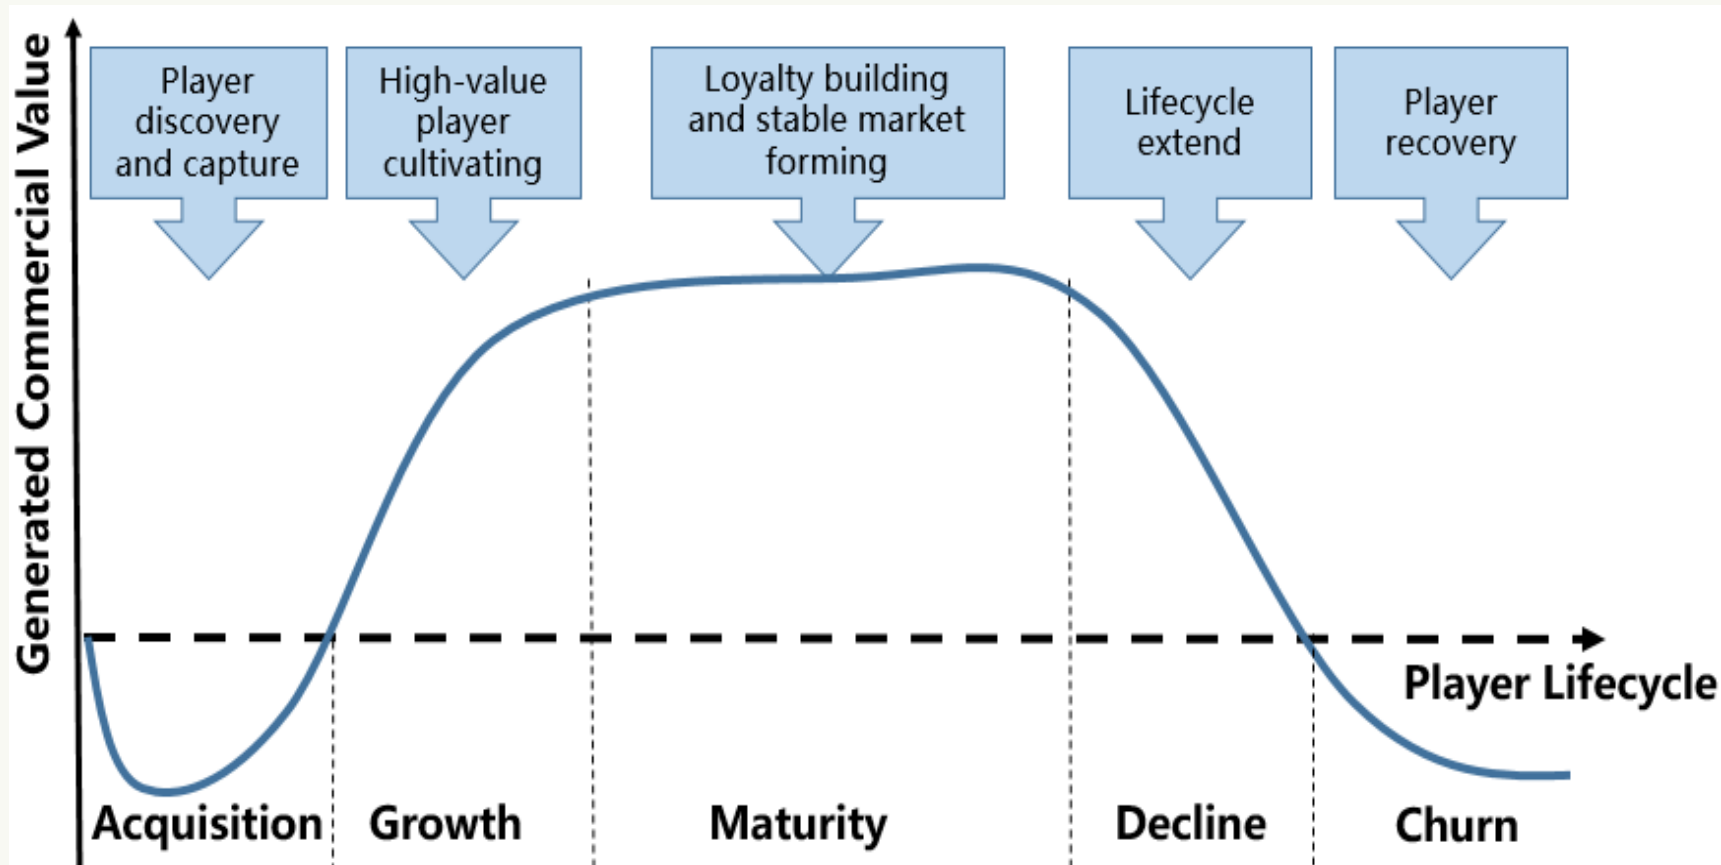 Generated Commercial Value
Player
discovery
and capture
High-value
player
cultivating
Loyalty building
and stable market
forming
Lifecycle
extend
Player
recovery
Player Lifecycle
Acquisition
Growth
Maturity
Decline
Churn